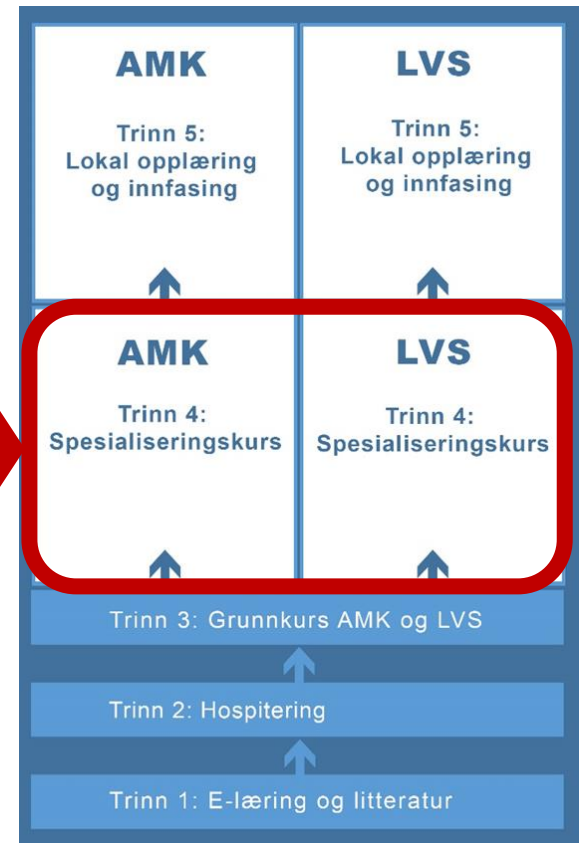 AMK
Trinn 5:
Lokal opplæring
og innfasing
LVS
Trinn 5:
Lokal opplæring
og innfasing
AMK
Trinn 4:
Spesialiseringskurs
LVS
Trinn 4:
Spesialiseringskurs
Trinn 3: Grunnkurs AMK og LVS
Trinn 2: Hospitering
Trinn 1: E-læring og litteratur